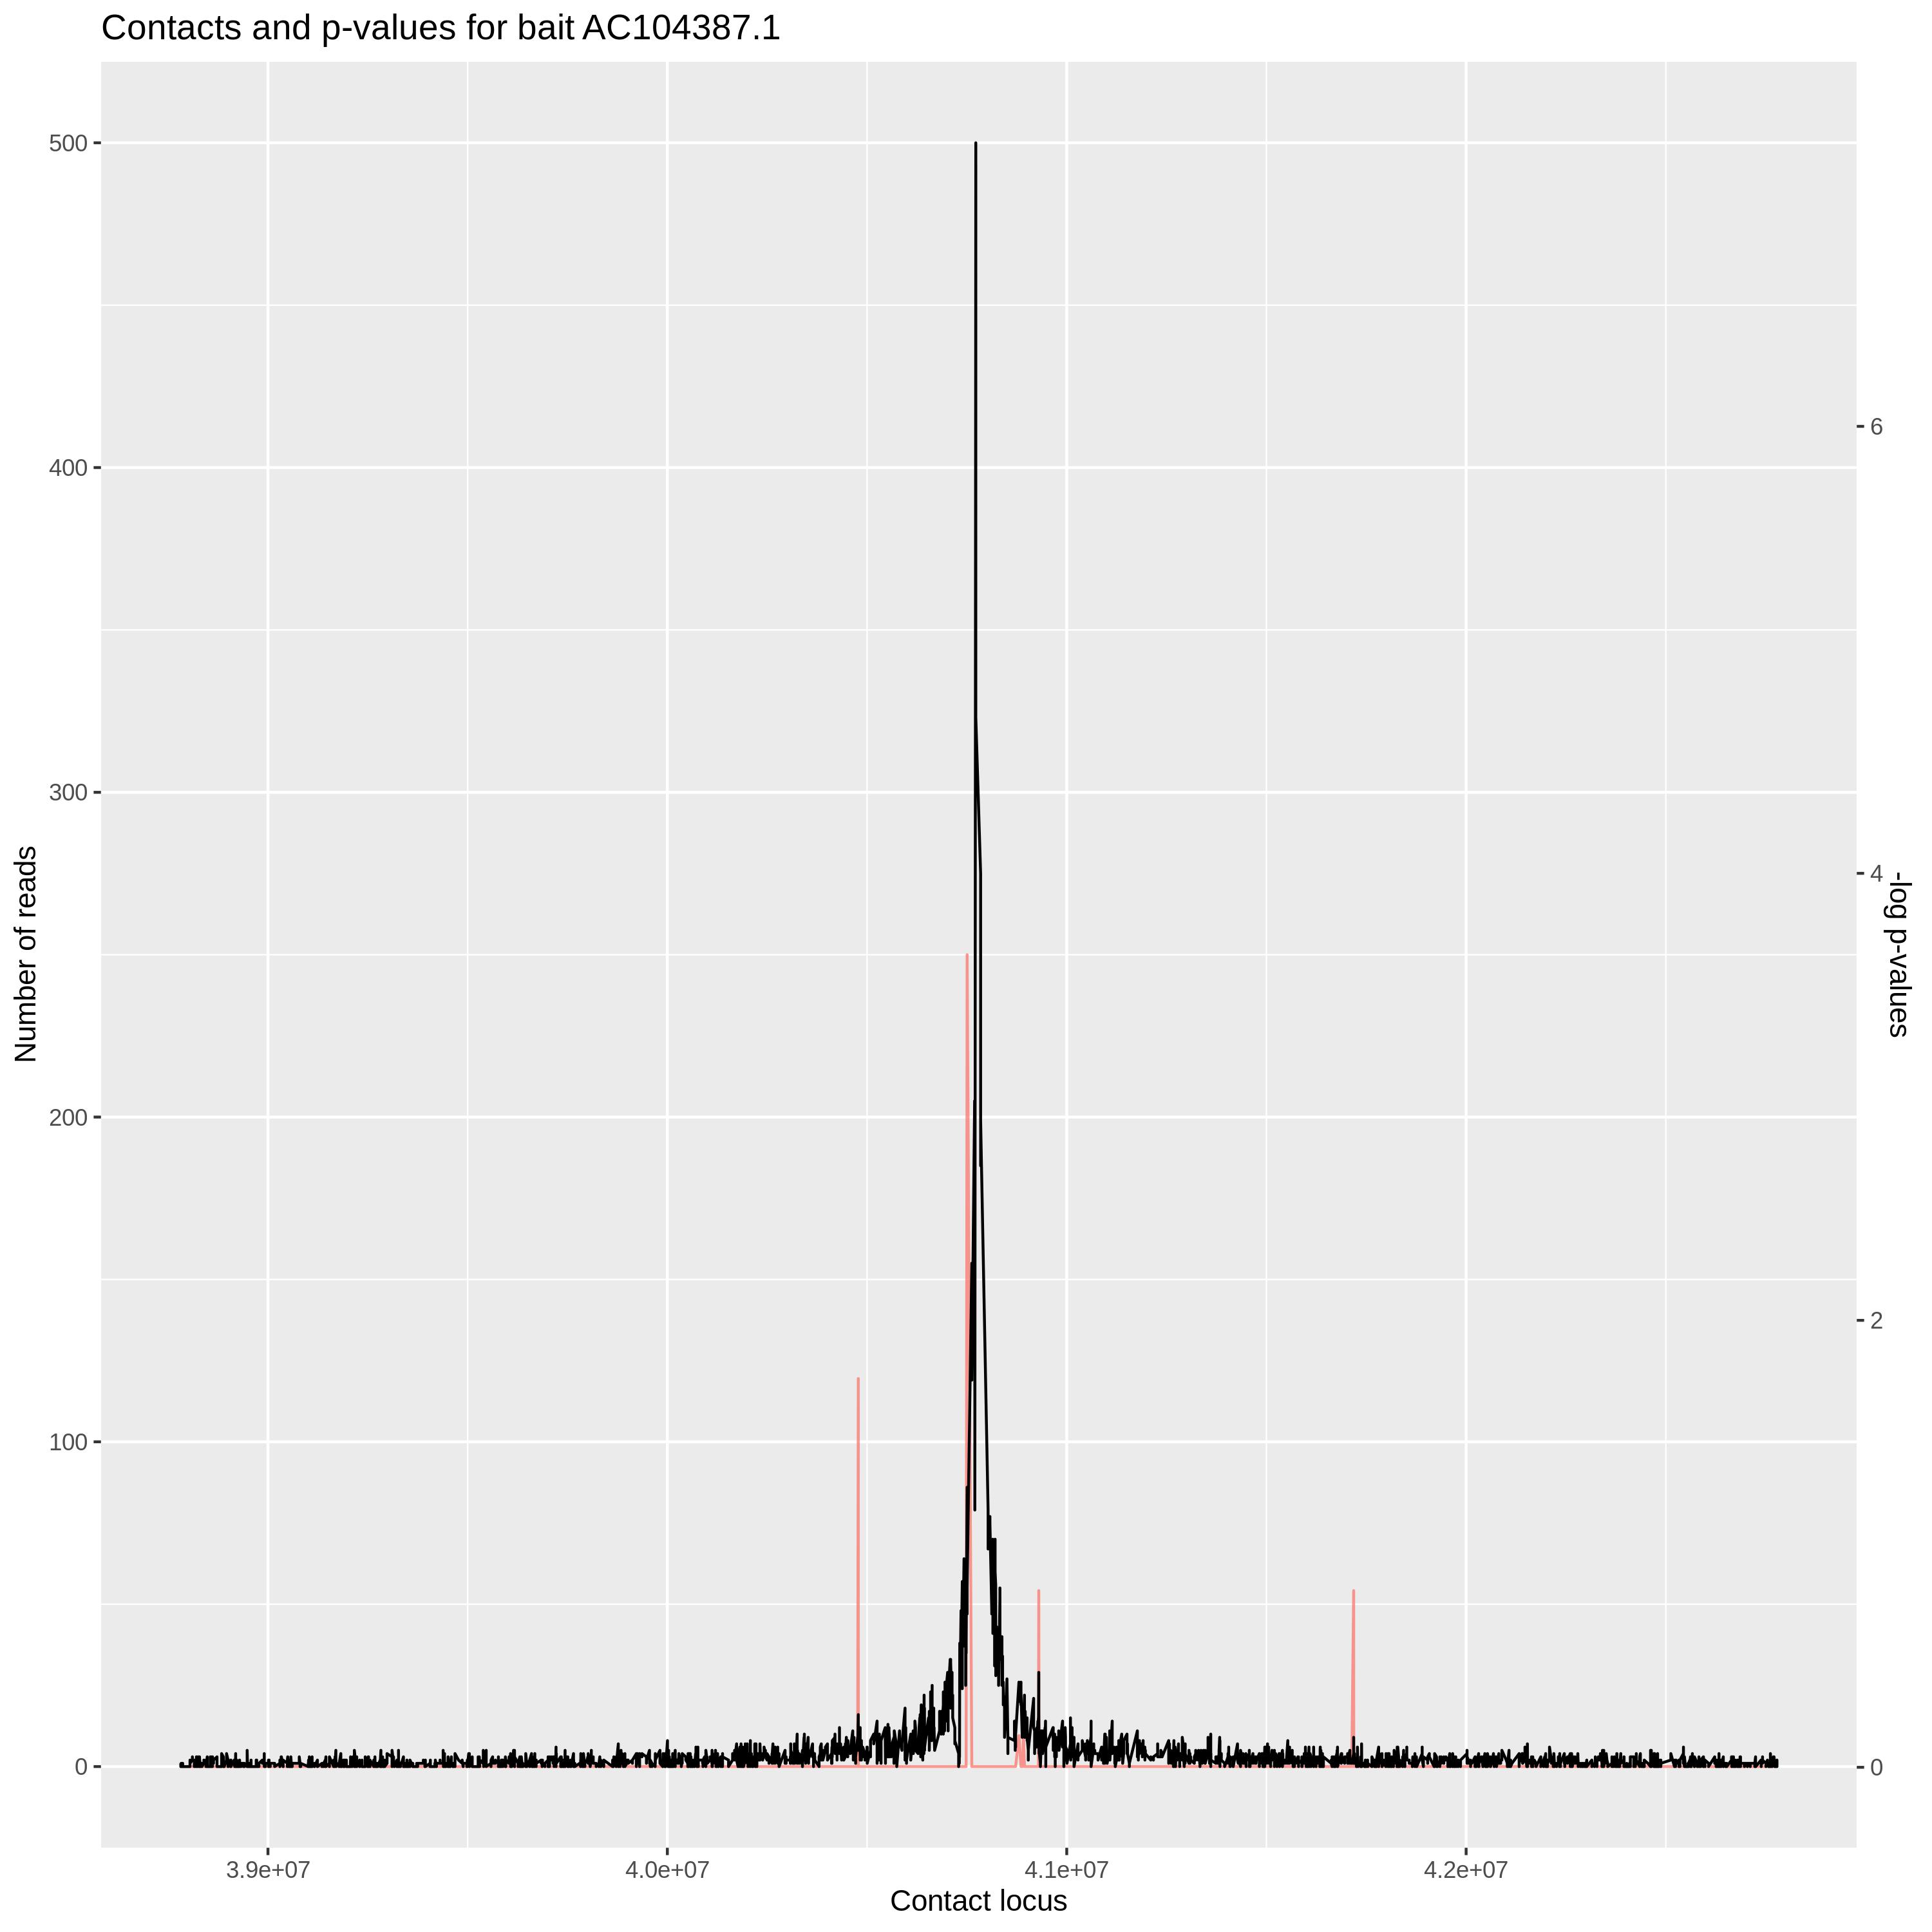 Contacts and p-values for bait AC104387.1
500
400
300
200
100
0
Number of reads
6
4
2
0
-log p-values
3.9e+07
4.0e+07
4.1e+07
4.2e+07
Contact locus